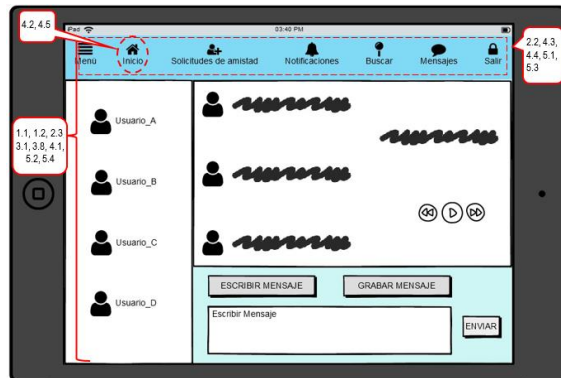 4.2, 4.5
iPad
03:40 PM
Menú
Inicio
Solicitudes de amistad
Notificaciones
Buscar
Mensajes
Salir
2.2, 4.3,
4.4, 5.1,
5.3
1.1, 1.2, 2.3
3.1, 3.8, 4.1,
5.2, 5.4
Usuario_A
Usuario_B
Usuario_C
Usuario_D
ESCRIBIR MENSAJE
GRABAR MENSAJE
Escribir Mensaje
ENVIAR